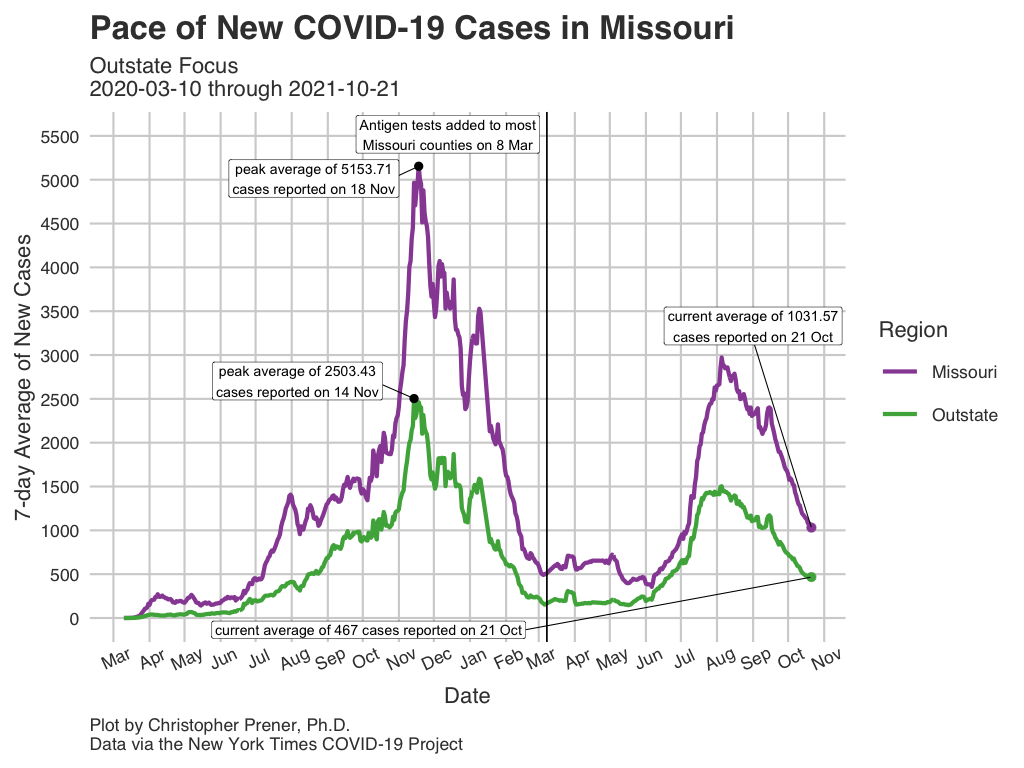 Pace of New COVID-19 Cases in Missouri
Outstate Focus
2020-03-10 through 2021-10-21
7-day Average of New Cases
5500
5000
4500
4000
3500
3000
2500
2000
1500
1000
500
0
Antigen tests added to most
Missouri counties on 8 Mar
peak average of 5153.71
cases reported on 18 Nov
peak average of 2503.43
cases reported on 14 Nov
current average of 1031.57
cases reported on 21 Oct
current average of 467 cases reported on 21 Oct
Region
Missouri
Outstate
Mar Apr May Jun Jul Aug Sep Oct Nov Dec Jan Feb Mar Apr May Jun Jul Aug Sep Oct Nov
Date
Plot by Christopher Prener, Ph.D.
Data via the New York Times COVID-19 Project